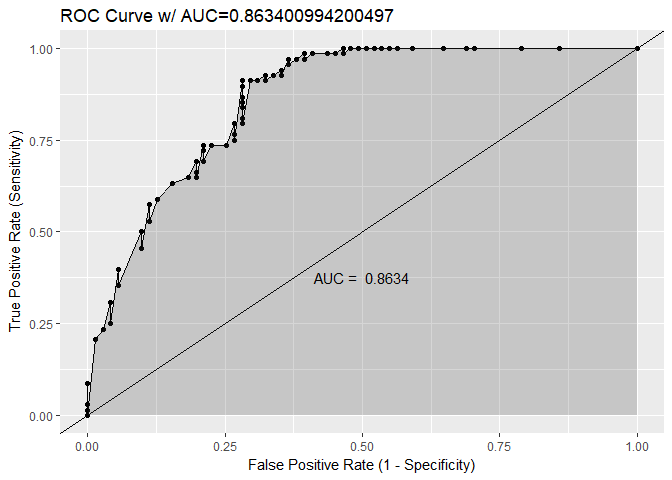 ROC Curve w/ AUC=0.863400994200497
True Positive Rate (Sensitivity)
1.00
0.75
0.50
0.25
0.00
AUC = 0.8634
0.00 0.25 0.50 0.75 1.00
False Positive Rate (1 - Specificity)